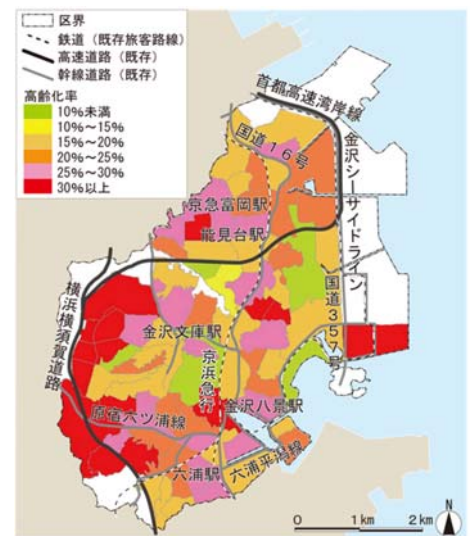 区界
鉄道（既存旅客路線）
高速道路（既存）
幹線道路（既存）
高齢化率
10%未満
10%～15%
15%～20%
20%～25%
25%～30%
30%以上
首都高速湾岸線
国道16号
金沢シーサイドライン
京急富岡駅
能見台駅
国道357号
横浜横須賀道路
金沢文庫駅
京浜急行
原宿六ツ浦線
金沢八景駅
六浦駅
六浦平潟線
N
0 1km 2km